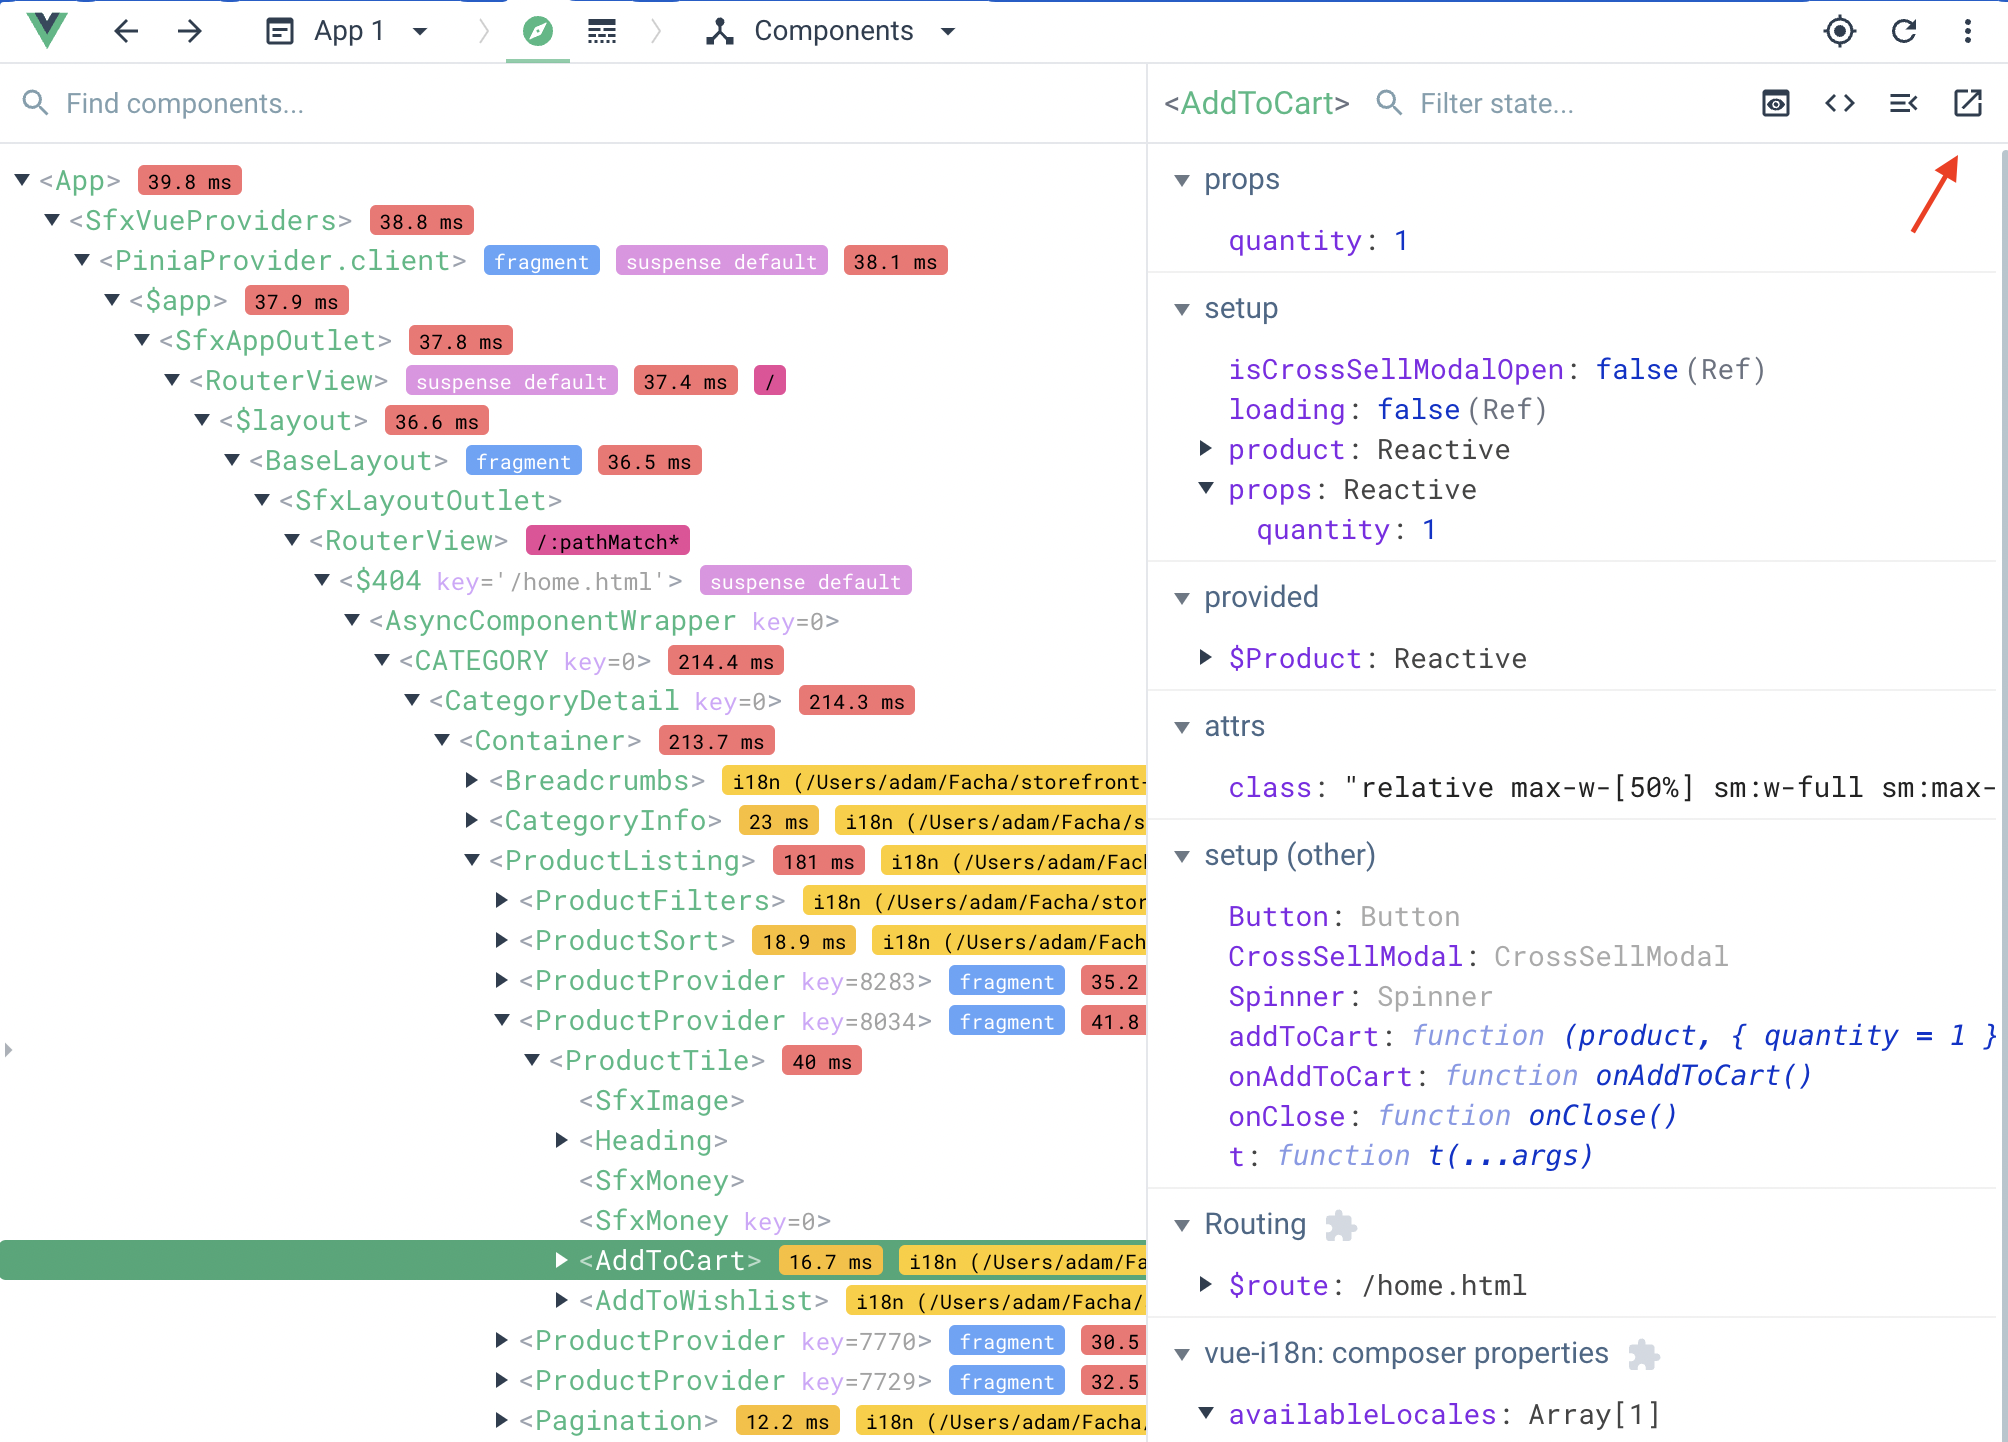 App 1
Components
Find components...
<App> 39.8 ms
<SfxVueProviders> 38.8 ms
<PiniaProvider.client> fragment suspense default 38.1 ms
<$app> 37.9 ms
<SfxAppOutlet> 37.8 ms
<RouterView> suspense default 37.4 ms /
<$layout> 36.6 ms
<BaseLayout> fragment 36.5 ms
<SfxLayoutOutlet>
<RouterView> /:pathMatch*
<$404 key='/home.html'> suspense default
<AsyncComponentWrapper key=0>
<CATEGORY key=0> 214.4 ms
<CategoryDetail key=0> 214.3 ms
<Container> 213.7 ms
<Breadcrumbs> i18n (/Users/adam/Facha/storefront-
<CategoryInfo> 23 ms i18n (/Users/adam/Facha/s
<ProductListing> 181 ms i18n (/Users/adam/Fach
<ProductFilters> i18n (/Users/adam/Facha/stor
<ProductSort> 18.9 ms i18n (/Users/adam/Fach
<ProductProvider key=8283> fragment 35.2
<ProductProvider key=8034> fragment 41.8
<ProductTile> 40 ms
<SfxImage>
<Heading>
<SfxMoney>
<SfxMoney key=0>
<AddToCart> 16.7 ms i18n (/Users/adam/Fa
<AddToWishlist> i18n (/Users/adam/Facha/
<ProductProvider key=7770> fragment 30.5
<ProductProvider key=7729> fragment 32.5
<Pagination> 12.2 ms i18n (/Users/adam/Facha/
<AddToCart> Filter state...
props
quantity: 1
setup
isCrossSellModalOpen: false (Ref)
loading: false (Ref)
product: Reactive
props: Reactive
quantity: 1
provided
$Product: Reactive
attrs
class: "relative max-w-[50%] sm:w-full sm:max-
setup (other)
Button: Button
CrossSellModal: CrossSellModal
Spinner: Spinner
addToCart: function (product, { quantity = 1 }
onAddToCart: function onAddToCart()
onClose: function onClose()
t: function t(...args)
Routing
$route: /home.html
vue-i18n: composer properties
availableLocales: Array[1]